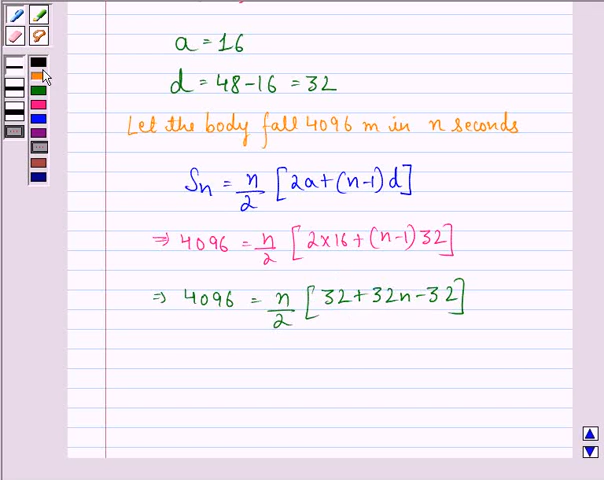 a = 16
d = 48-16 = 32
Let the body fall 4096 m in n seconds
Sn = n/2 [2a+(n-1)d]
⇒ 4096 = n/2 [2×16+(n-1)32]
⇒ 4096 = n/2 [32+32n-32]